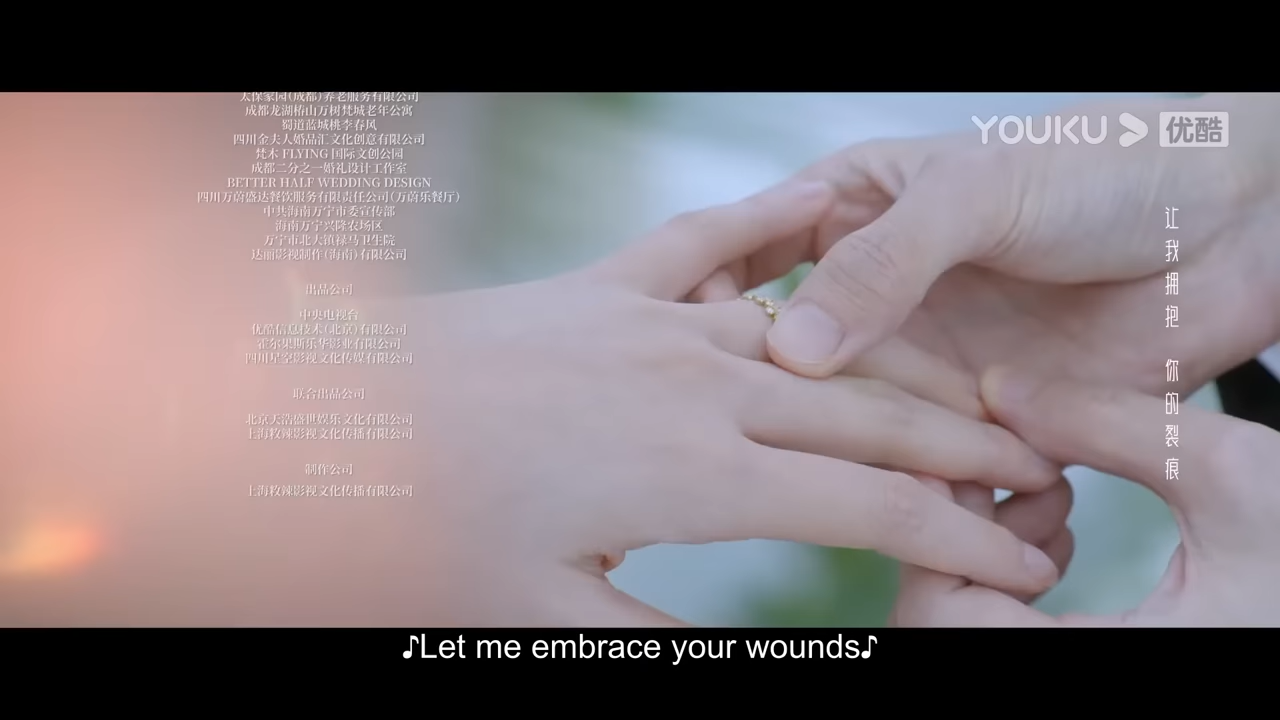 太保家园(成都)养老服务有限公司
成都龙湖椿山万树梵城老年公寓
蜀道蓝城桃李春风
四川金夫人婚品汇文化创意有限公司
梵木 FLYING 国际文创公园
成都二分之一婚礼设计工作室
BETTER HALF WEDDING DESIGN
四川万蔚盛达餐饮服务有限责任公司(万蔚乐餐厅)
中共海南万宁市委宣传部
海南万宁兴隆农场区
万宁市北大镇禄马卫生院
达丽影视制作(海南)有限公司
出品公司
中央电视台
优酷信息技术(北京)有限公司
霍尔果斯乐华影业有限公司
四川星空影视文化传媒有限公司
联合出品公司
北京天浩盛世娱乐文化有限公司
上海敉辣影视文化传播有限公司
制作公司
上海敉辣影视文化传播有限公司
YOUKU 优酷
让我拥抱 你的裂痕
♪Let me embrace your wounds♪